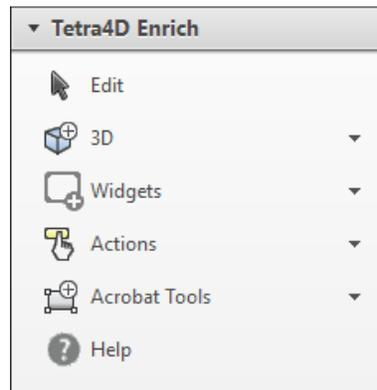 Tetra4D Enrich
Edit
3D
Widgets
Actions
Acrobat Tools
Help